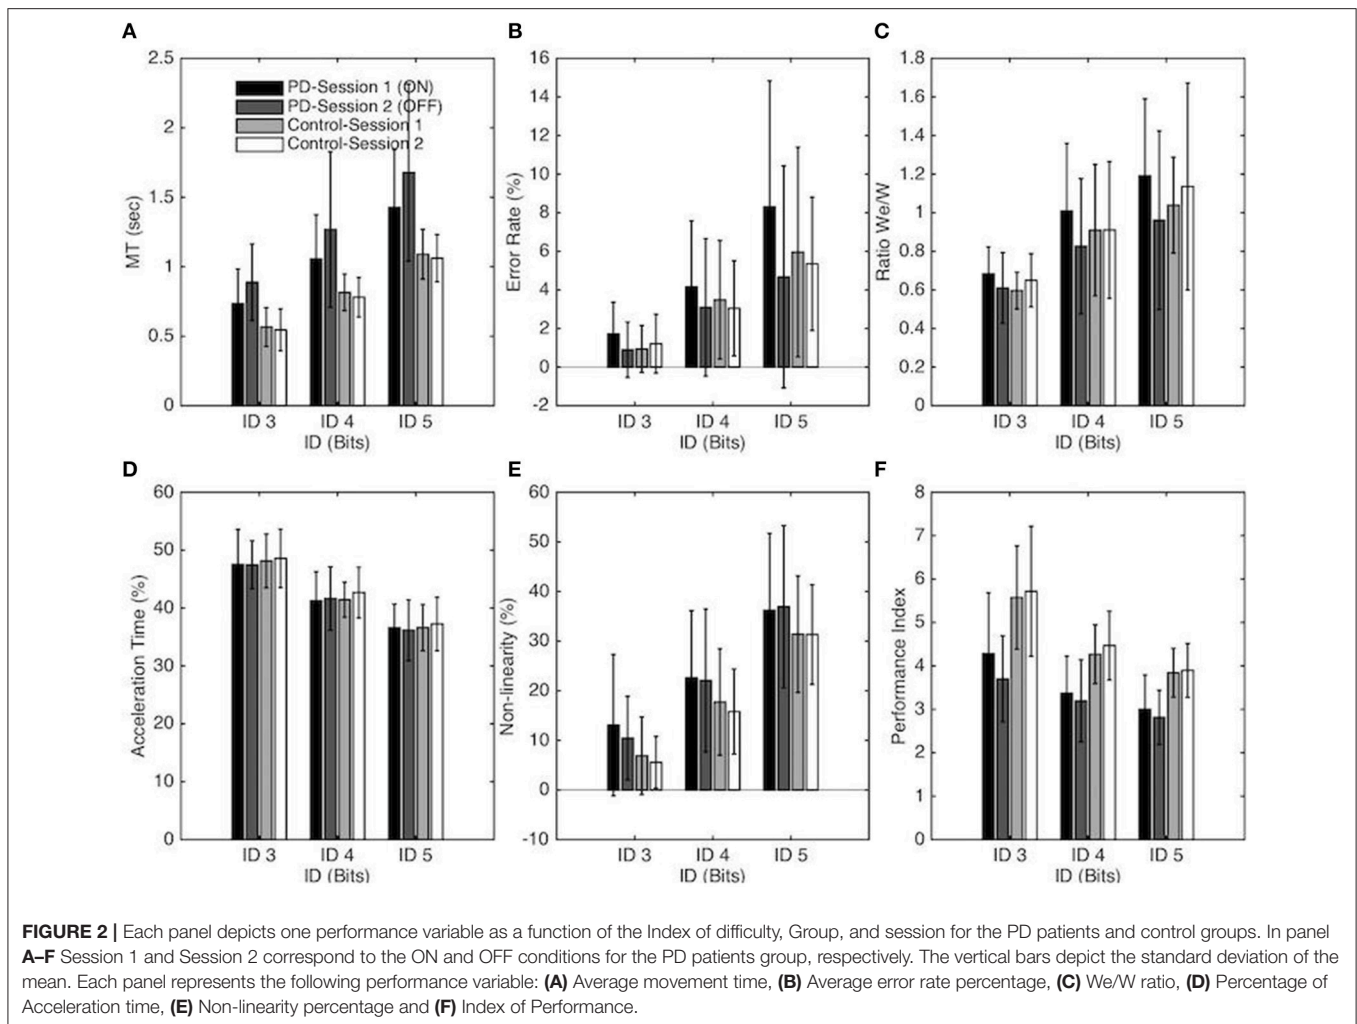 A
2.5
2
1.5
1
0.5
0
MT (sec)
PD-Session 1 (ON)
PD-Session 2 (OFF)
Control-Session 1
Control-Session 2
ID 3 ID 4 ID 5
ID (Bits)
B
16
14
12
10
8
6
4
2
0
-2
Error Rate (%)
ID 3 ID 4 ID 5
ID (Bits)
C
1.8
1.6
1.4
1.2
1
0.8
0.6
0.4
0.2
0
Ratio We/W
ID 3 ID 4 ID 5
ID (Bits)
D
60
50
40
30
20
10
0
Acceleration Time (%)
ID 3 ID 4 ID 5
ID (Bits)
E
60
50
40
30
20
10
0
-10
Non-linearity (%)
ID 3 ID 4 ID 5
ID (Bits)
F
8
7
6
5
4
3
2
1
0
Performance Index
ID 3 ID 4 ID 5
ID (Bits)
FIGURE 2 | Each panel depicts one performance variable as a function of the Index of difficulty, Group, and session for the PD patients and control groups. In panel
A–F Session 1 and Session 2 correspond to the ON and OFF conditions for the PD patients group, respectively. The vertical bars depict the standard deviation of the
mean. Each panel represents the following performance variable: (A) Average movement time, (B) Average error rate percentage, (C) We/W ratio, (D) Percentage of
Acceleration time, (E) Non-linearity percentage and (F) Index of Performance.